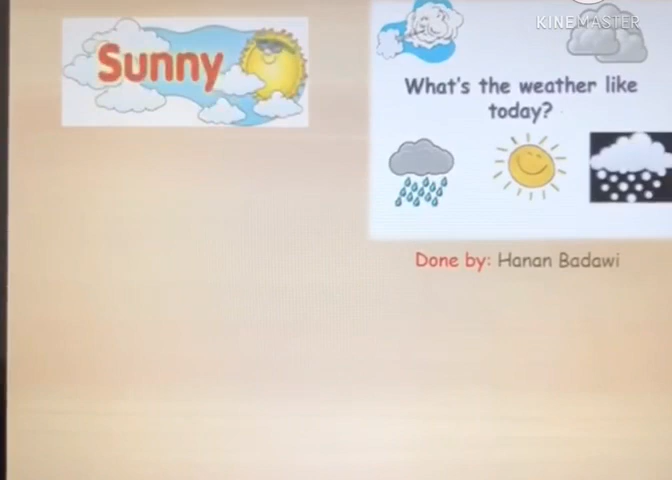 Sunny
KINEMASTER
What's the weather like
today?
Done by: Hanan Badawi